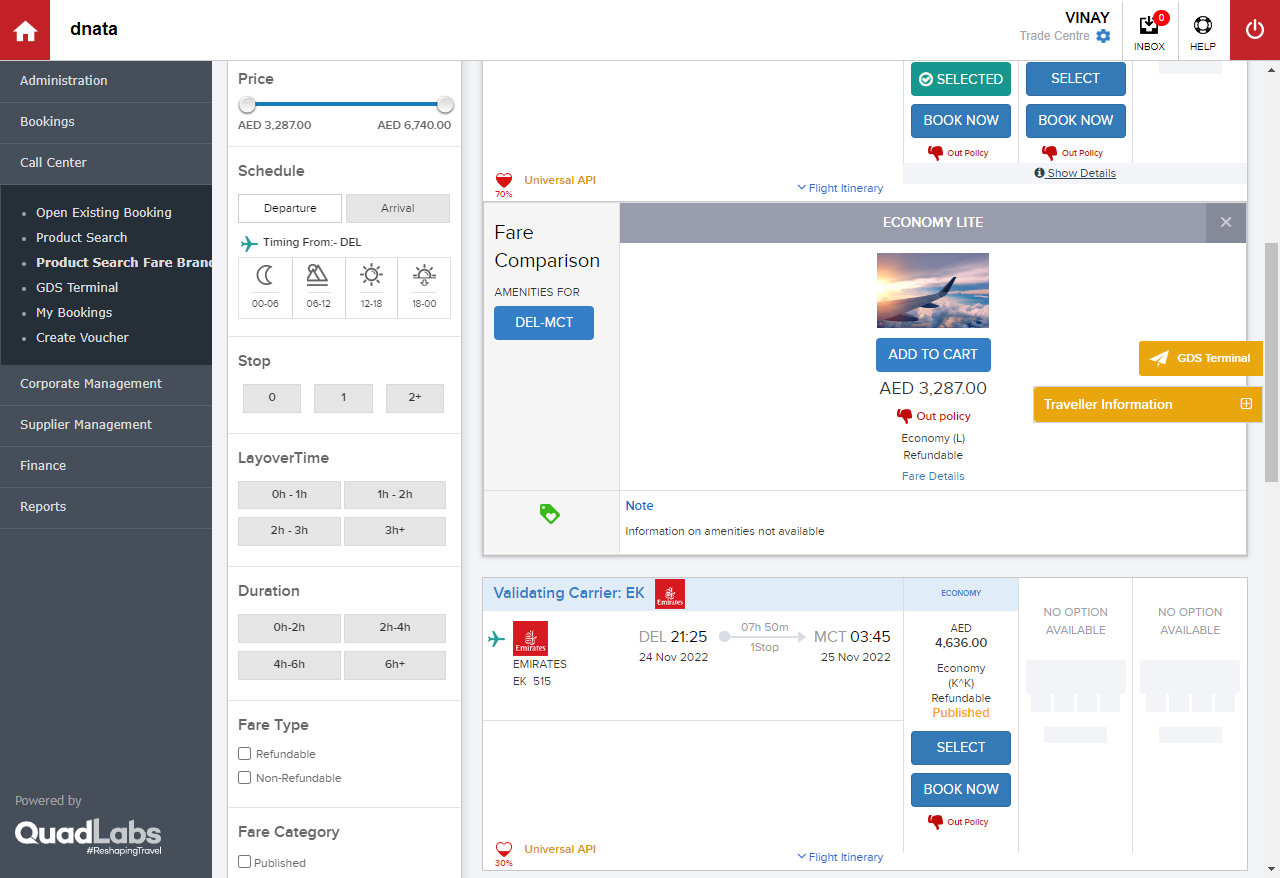 dnata
VINAY
Trade Centre
0
INBOX
HELP
Administration
Bookings
Call Center
Open Existing Booking
Product Search
Product Search Fare Brand
GDS Terminal
My Bookings
Create Voucher
Corporate Management
Supplier Management
Finance
Reports
Powered by
QuadLabs
#ReshapingTravel
Price
AED 3,287.00 AED 6,740.00
Schedule
Departure Arrival
Timing From:- DEL
00-06 06-12 12-18 18-00
Stop
0 1 2+
LayoverTime
0h - 1h 1h - 2h
2h - 3h 3h+
Duration
0h-2h 2h-4h
4h-6h 6h+
Fare Type
Refundable
Non-Refundable
Fare Category
Published
SELECTED SELECT
BOOK NOW BOOK NOW
Out Policy Out Policy
Show Details
70%
Universal API
Flight Itinerary
Fare
Comparison
AMENITIES FOR
DEL-MCT
ECONOMY LITE
ADD TO CART
AED 3,287.00
Out policy
Economy (L)
Refundable
Fare Details
GDS Terminal
Traveller Information
Note
Information on amenities not available
Validating Carrier: EK
Emirates
ECONOMY
Emirates
EMIRATES
EK 515
DEL 21:25
24 Nov 2022
07h 50m
1Stop
MCT 03:45
25 Nov 2022
AED
4,636.00
Economy
(K^K)
Refundable
Published
SELECT
BOOK NOW
Out Policy
NO OPTION
AVAILABLE
NO OPTION
AVAILABLE
30%
Universal API
Flight Itinerary